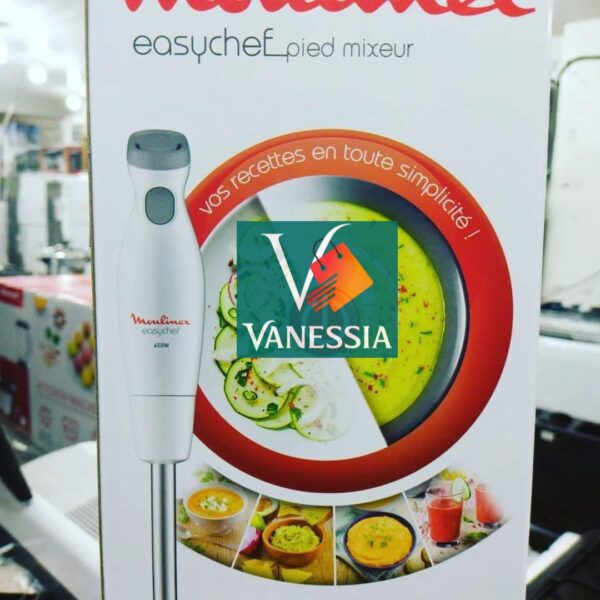 Moulinex
easychef pied mixeur
vos recettes en toute simplicité !
V
VANESSIA
Moulinex
easychef
450W